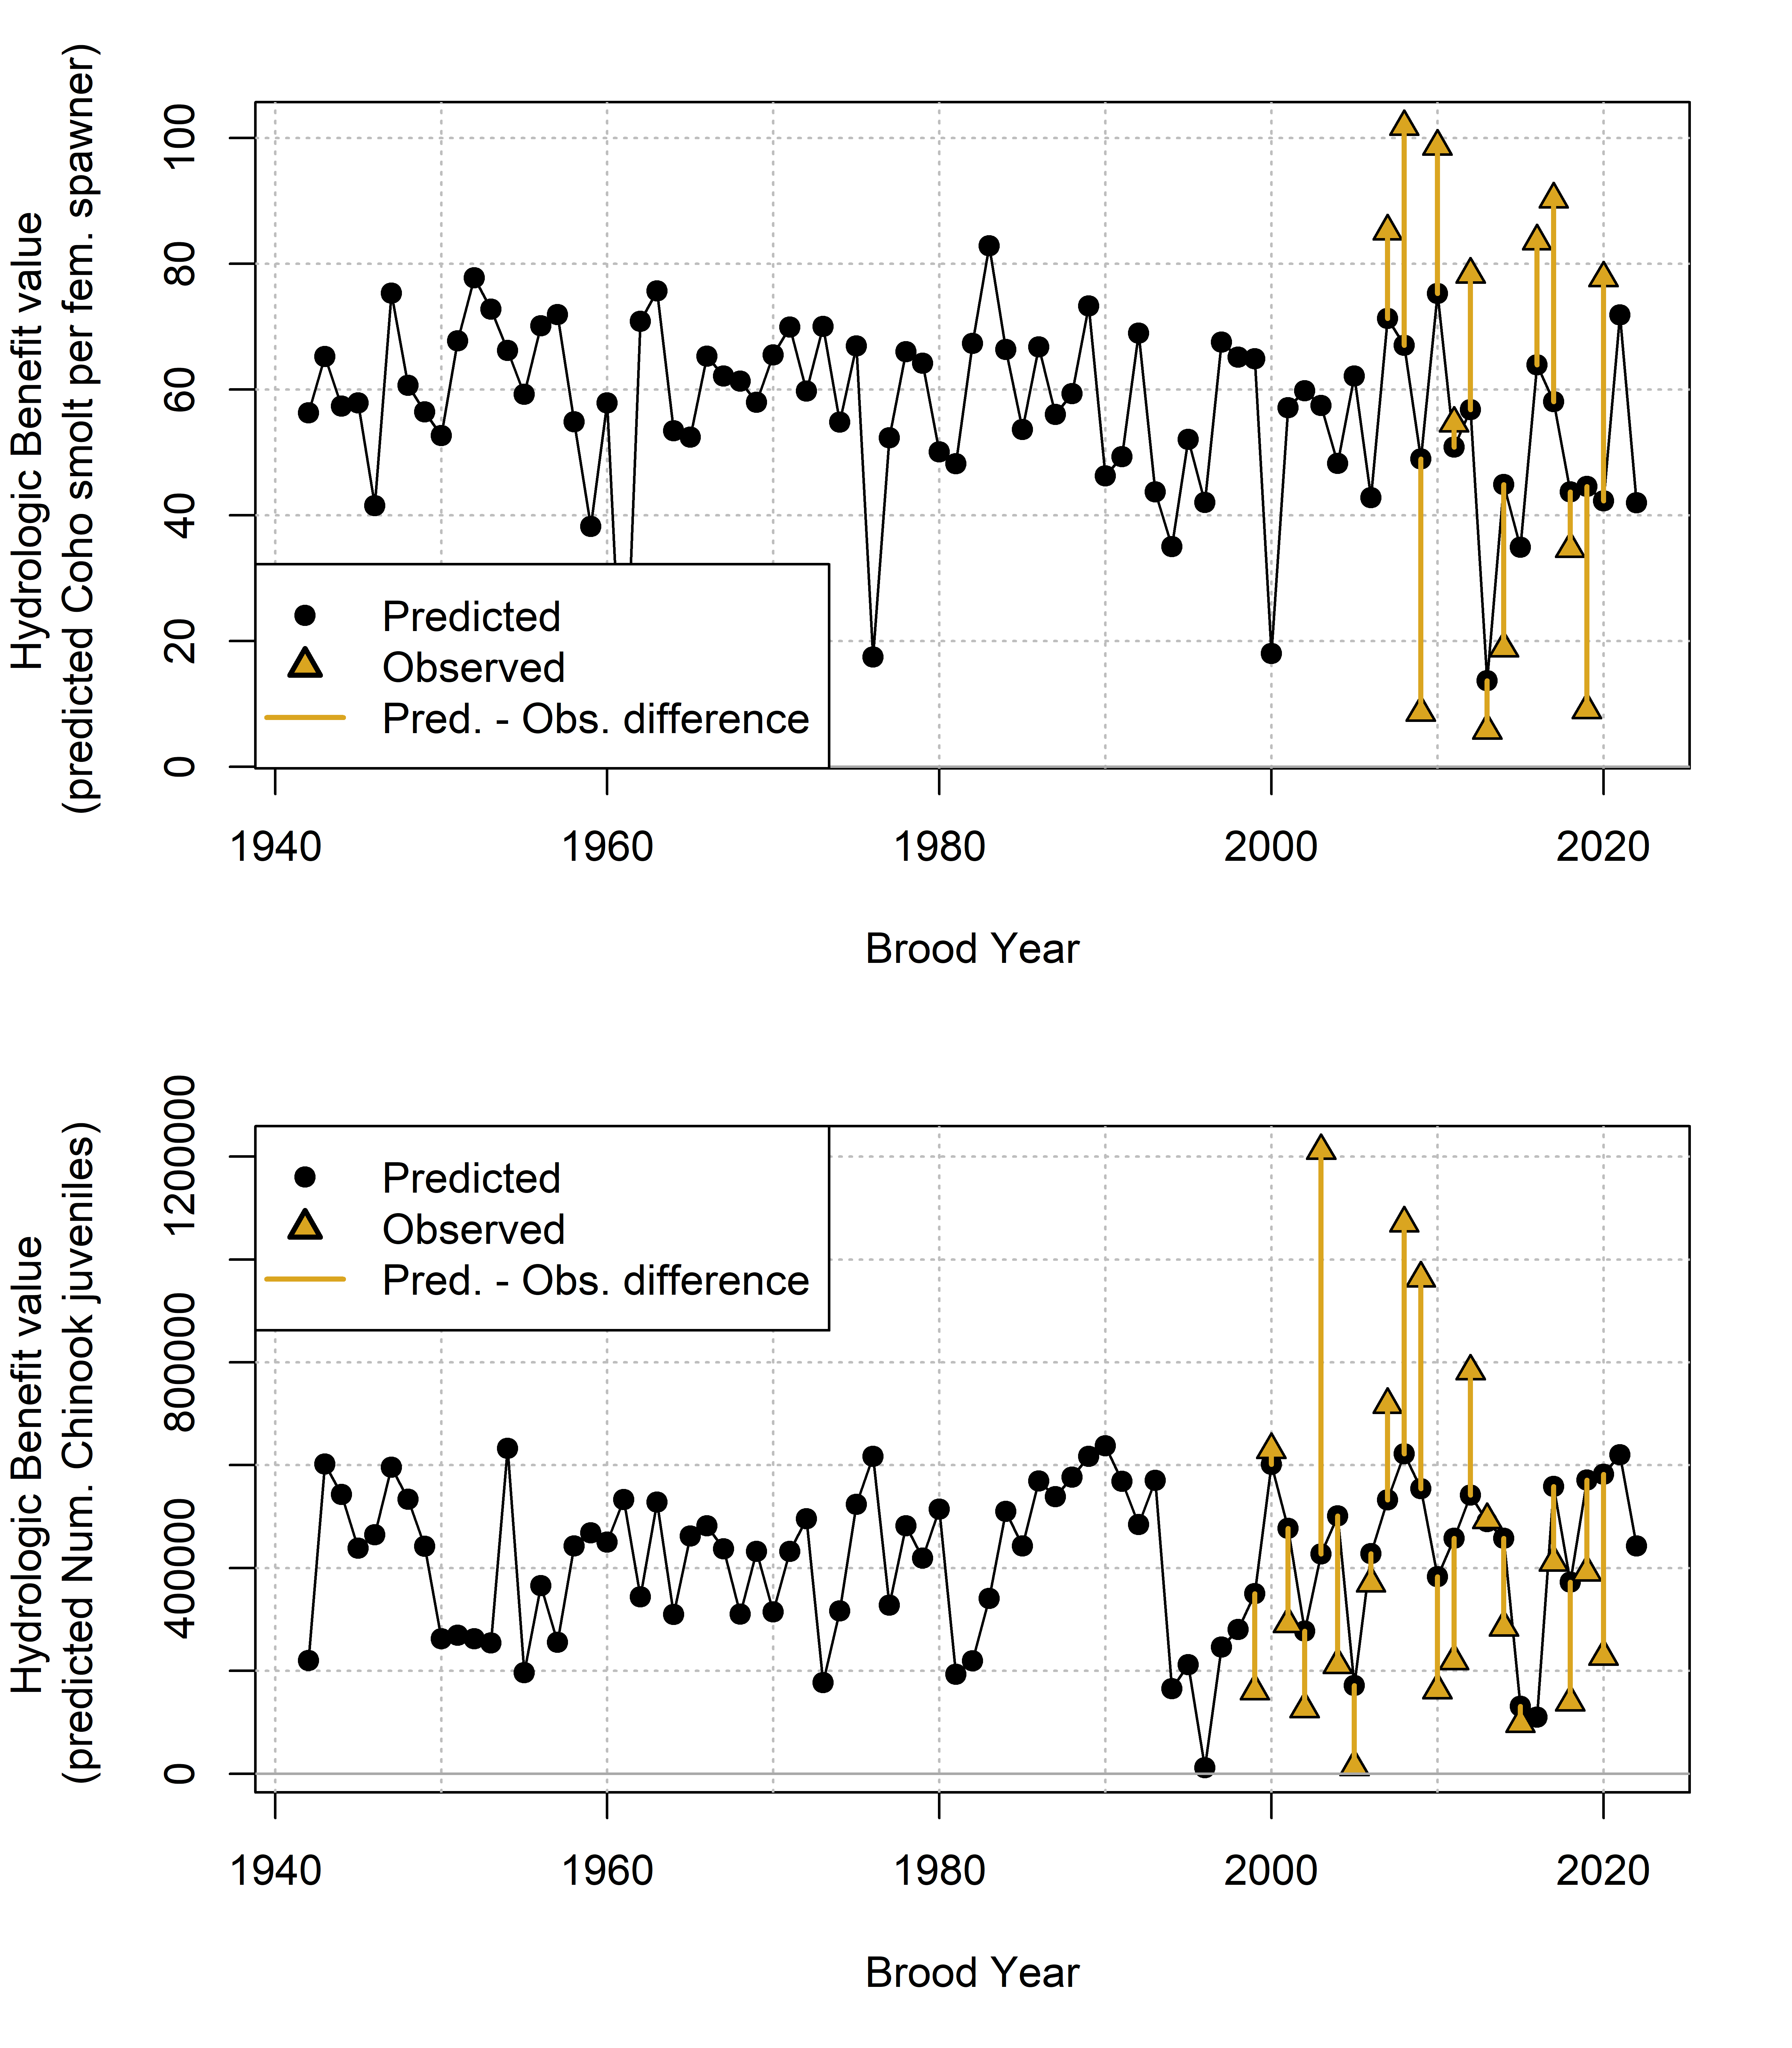 Hydrologic Benefit value
(predicted Coho smolt per fem. spawner)
100
80
60
40
20
0
Predicted
Observed
Pred. - Obs. difference
1940
1960
1980
2000
2020
Brood Year
Hydrologic Benefit value
(predicted Num. Chinook juveniles)
1200000
800000
400000
0
Predicted
Observed
Pred. - Obs. difference
1940
1960
1980
2000
2020
Brood Year